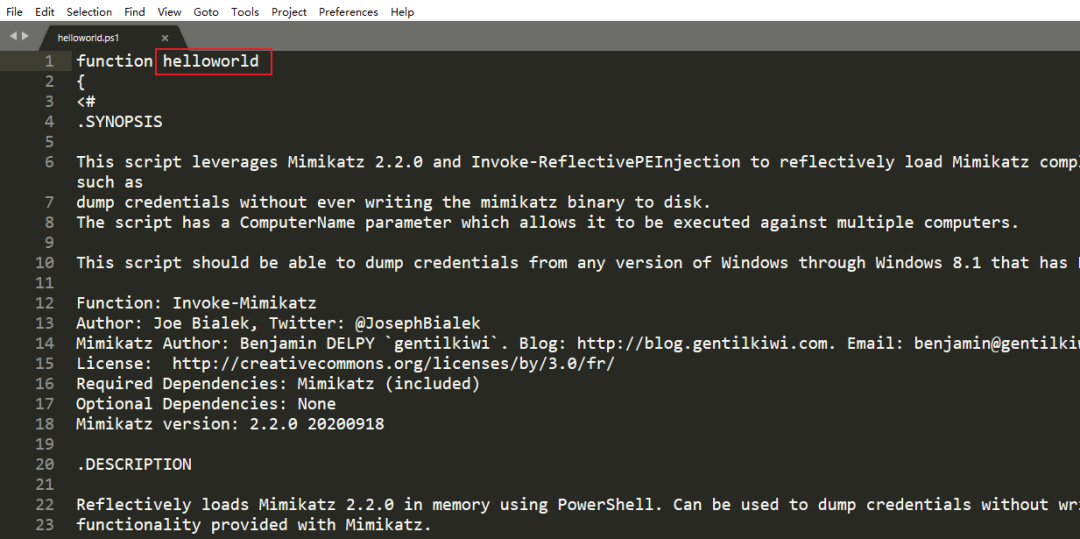 File Edit Selection Find View Goto Tools Project Preferences Help
helloworld.ps1 ×
1 function helloworld
2 {
3 <#
4 .SYNOPSIS
5
6 This script leverages Mimikatz 2.2.0 and Invoke-ReflectivePEInjection to reflectively load Mimikatz
such as
7 dump credentials without ever writing the mimikatz binary to disk.
8 The script has a ComputerName parameter which allows it to be executed against multiple computers.
9
10 This script should be able to dump credentials from any version of Windows through Windows 8.1 that has
11
12 Function: Invoke-Mimikatz
13 Author: Joe Bialek, Twitter: @JosephBialek
14 Mimikatz Author: Benjamin DELPY `gentilkiwi`. Blog: http://blog.gentilkiwi.com. Email: benjamin@gentilki
15 License:  http://creativecommons.org/licenses/by/3.0/fr/
16 Required Dependencies: Mimikatz (included)
17 Optional Dependencies: None
18 Mimikatz version: 2.2.0 20200918
19
20 .DESCRIPTION
21
22 Reflectively loads Mimikatz 2.2.0 in memory using PowerShell. Can be used to dump credentials without
23 functionality provided with Mimikatz.